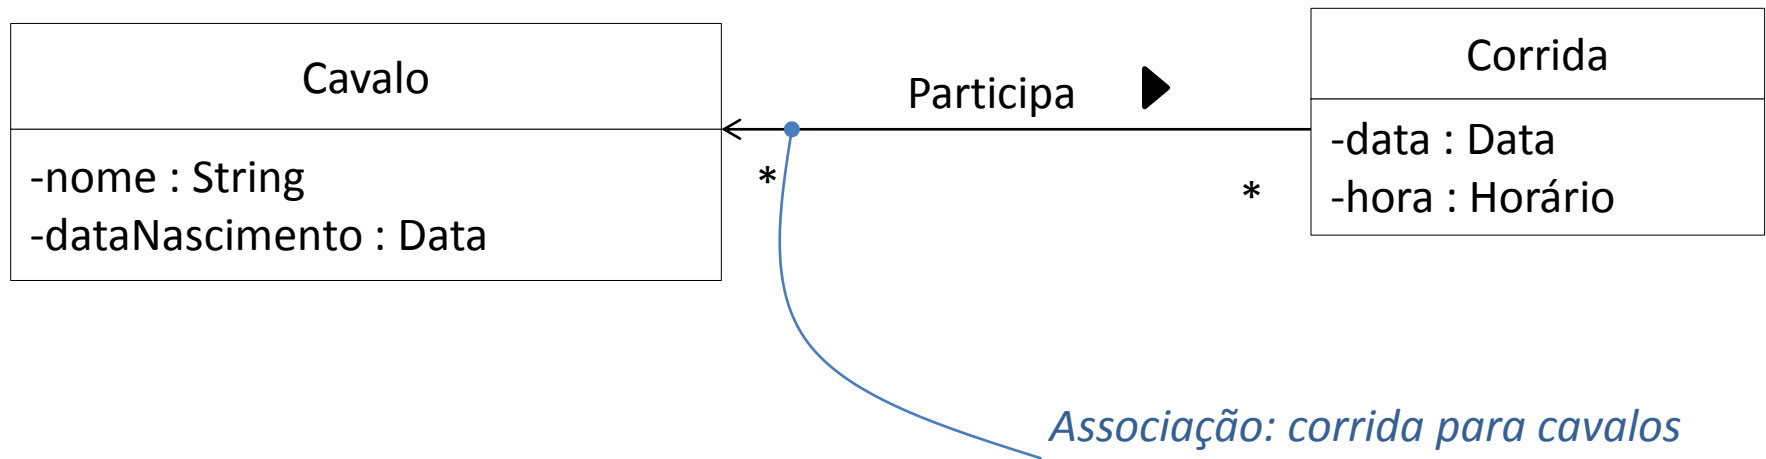 Cavalo
-nome : String
-dataNascimento : Data
Participa
*
*
Corrida
-data : Data
-hora : Horário
Associação: corrida para cavalos